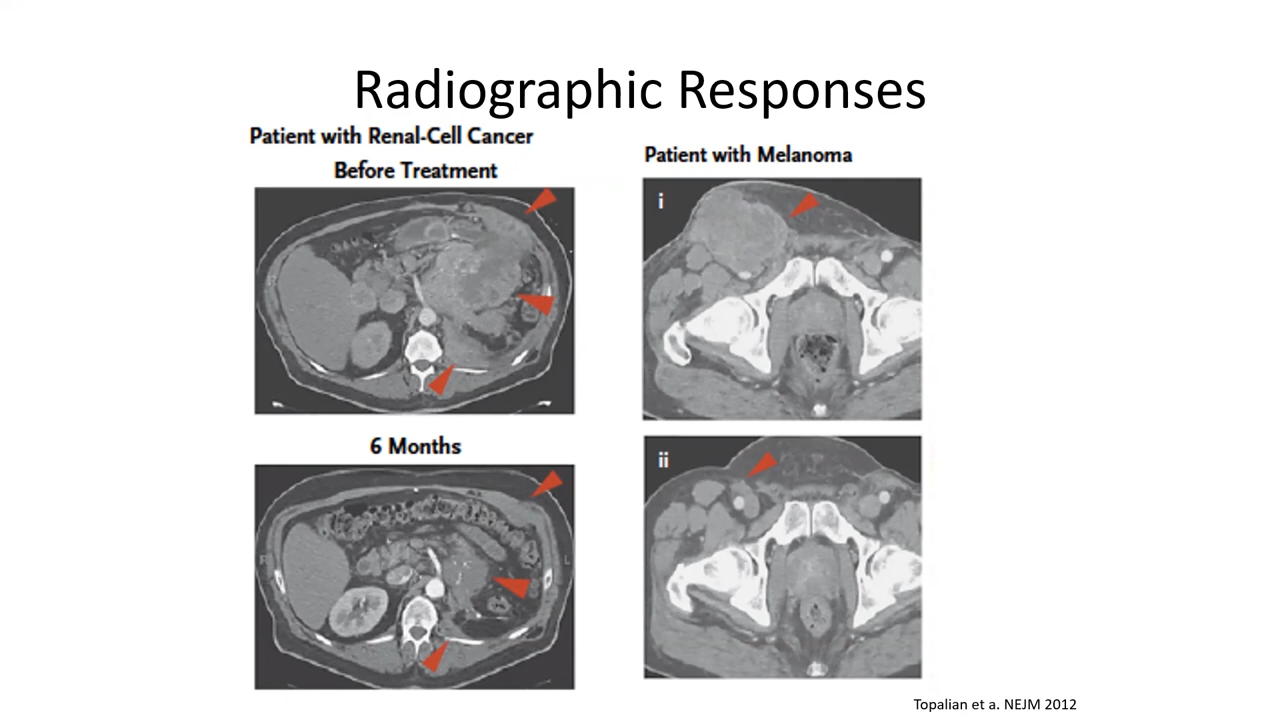 Radiographic Responses
Patient with Renal-Cell Cancer
Before Treatment
6 Months
R
L
Patient with Melanoma
i
ii
Topalian et a. NEJM 2012